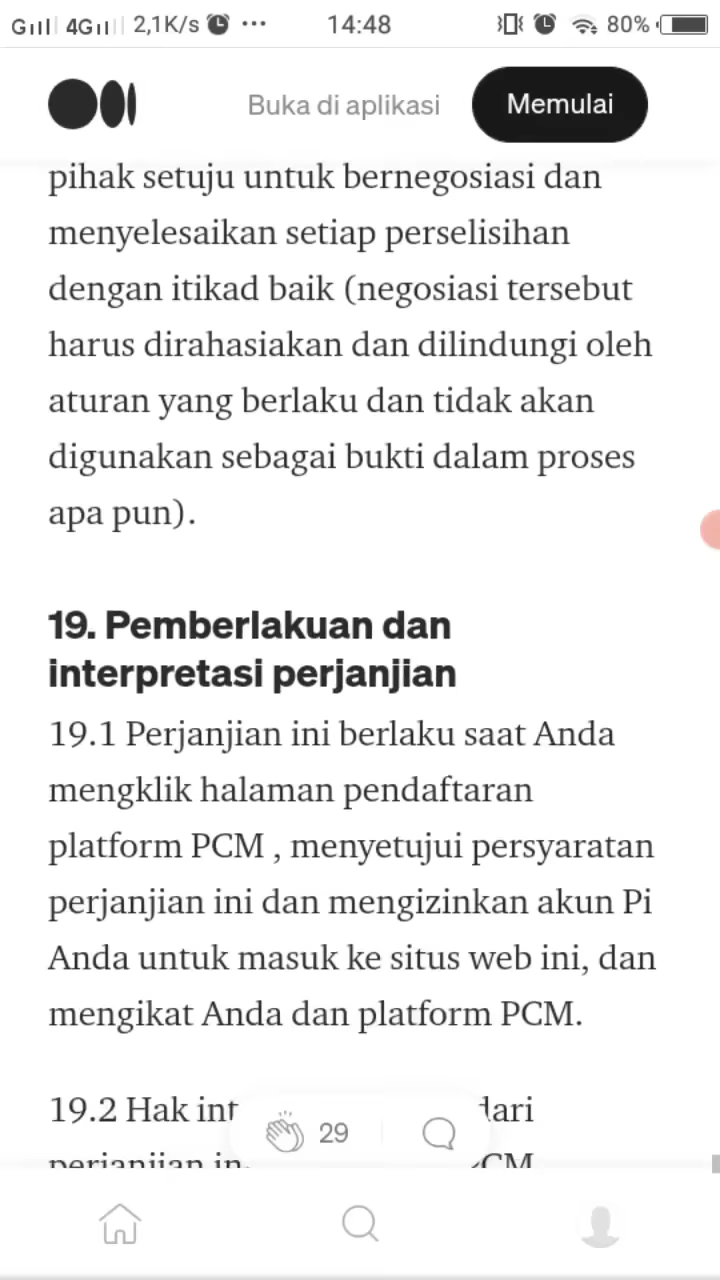 4G 2,1K/s 14:48 80%
Buka di aplikasi Memulai
pihak setuju untuk bernegosiasi dan
menyelesaikan setiap perselisihan
dengan itikad baik (negosiasi tersebut
harus dirahasiakan dan dilindungi oleh
aturan yang berlaku dan tidak akan
digunakan sebagai bukti dalam proses
apa pun).
19. Pemberlakuan dan
interpretasi perjanjian
19.1 Perjanjian ini berlaku saat Anda
mengklik halaman pendaftaran
platform PCM , menyetujui persyaratan
perjanjian ini dan mengizinkan akun Pi
Anda untuk masuk ke situs web ini, dan
mengikat Anda dan platform PCM.
19.2 Hak dari
29